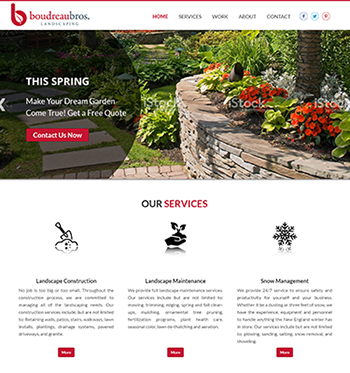 boudreaubros.
LANDSCAPING
HOME SERVICES WORK ABOUT CONTACT
THIS SPRING
Make Your Dream Garden
Come True! Get a Free Quote
Contact Us Now
iStock
iStock
iStock
OUR SERVICES
Landscape Construction
No job is too big or too small. Throughout the
construction process, we are committed to
managing all of the landscaping needs. Our
construction services include but are not limited
to: Retaining walls, patios, stairs, walkways, lawn
installs, plantings, drainage systems, pavered
driveways, and granite.
More
Landscape Maintenance
We provide full landscape maintenance services.
Our services include but are not limited to
mowing, trimming, edging, spring and fall clean-
ups, mulching, ornamental tree pruning,
fertilization programs, plant health care,
seasonal color, lawn de-thatching and aeration.
More
Snow Management
We provide 24/7 service to ensure safety and
productivity for yourself and your business.
Whether it be a dusting or three feet of snow, we
have the experience, equipment and personnel
to handle anything the New England winter has
in store. Our services include but are not limited
to: plowing, sanding, salting, snow removal, and
shoveling.
More